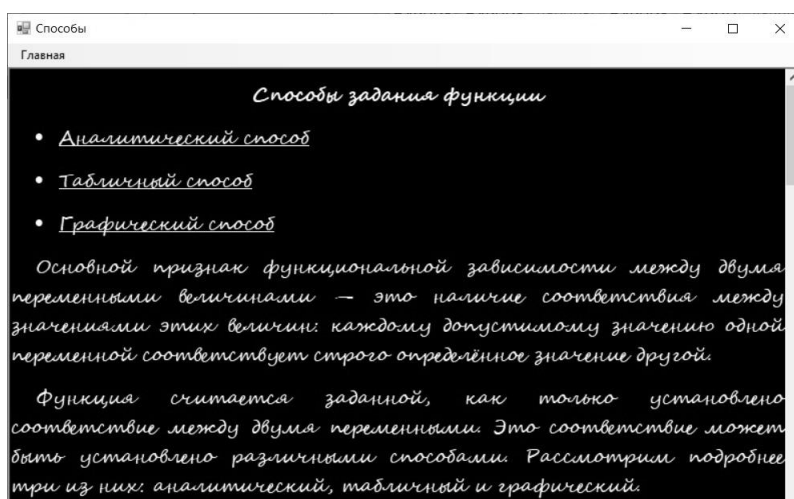 Способы
Главная
Способы задания функции
• Аналитический способ
• Табличный способ
• Графический способ
Основной признак функциональной зависимости между двумя
переменными величинами — это наличие соответствия между
значениями этих величин: каждому допустимому значению одной
переменной соответствует строго определённое значение другой.
Функция считается заданной, как только установлено
соответствие между двумя переменными. Это соответствие может
быть установлено различными способами. Рассмотрим подробнее
три из них: аналитический, табличный и графический.